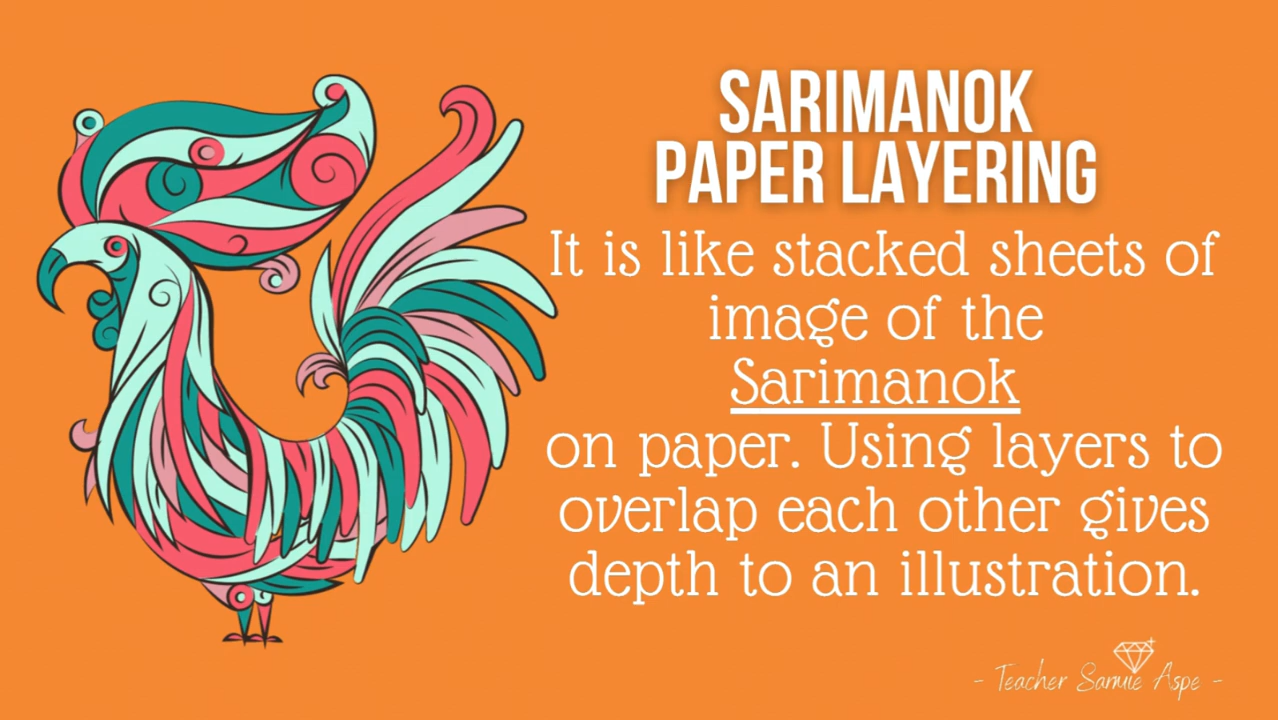 SARIMANOK
PAPER LAYERING
It is like stacked sheets of
image of the
Sarimanok
on paper. Using layers to
overlap each other gives
depth to an illustration.
- Teacher Samie Aspe -